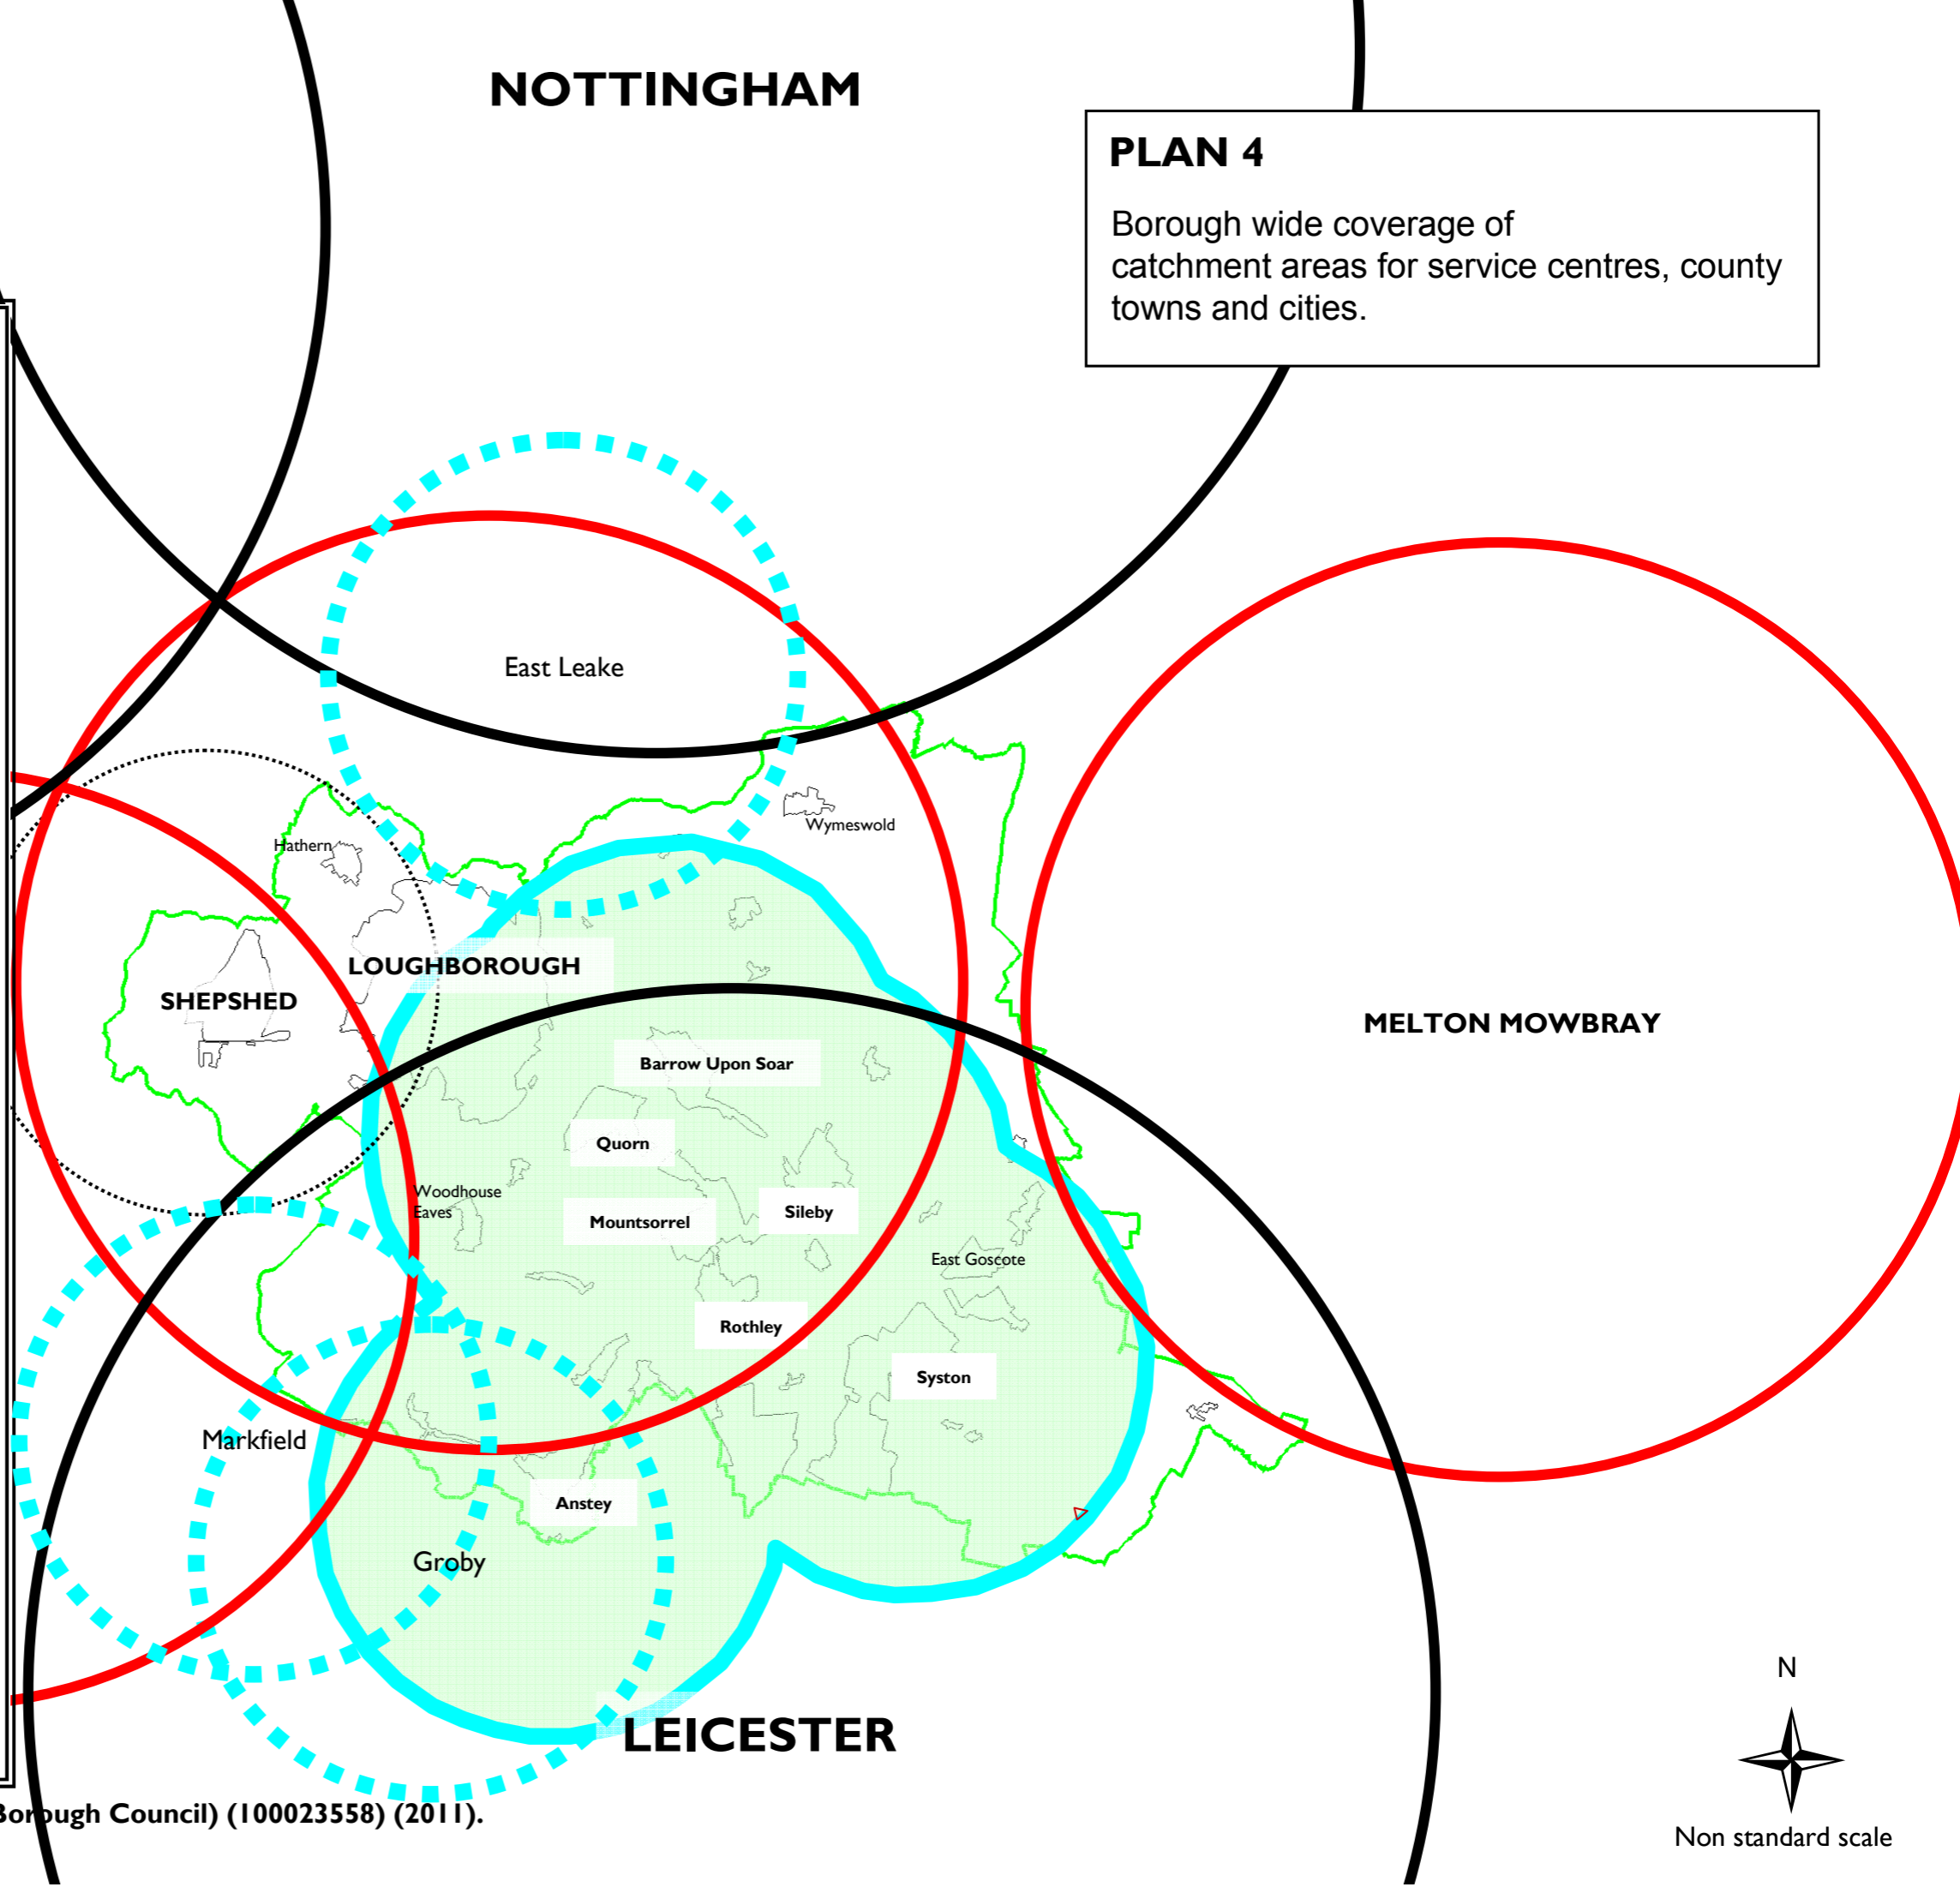 NOTTINGHAM
PLAN 4
Borough wide coverage of
catchment areas for service centres, county
towns and cities.
East Leake
Wymeswold
Hathern
LOUGHBOROUGH
SHEPSHED
MELTON MOWBRAY
Barrow Upon Soar
Quorn
Woodhouse
Eaves
Mountsorrel
Sileby
East Goscote
Rothley
Syston
Markfield
Anstey
Groby
LEICESTER
N
Borough Council) (100023558) (2011).
Non standard scale